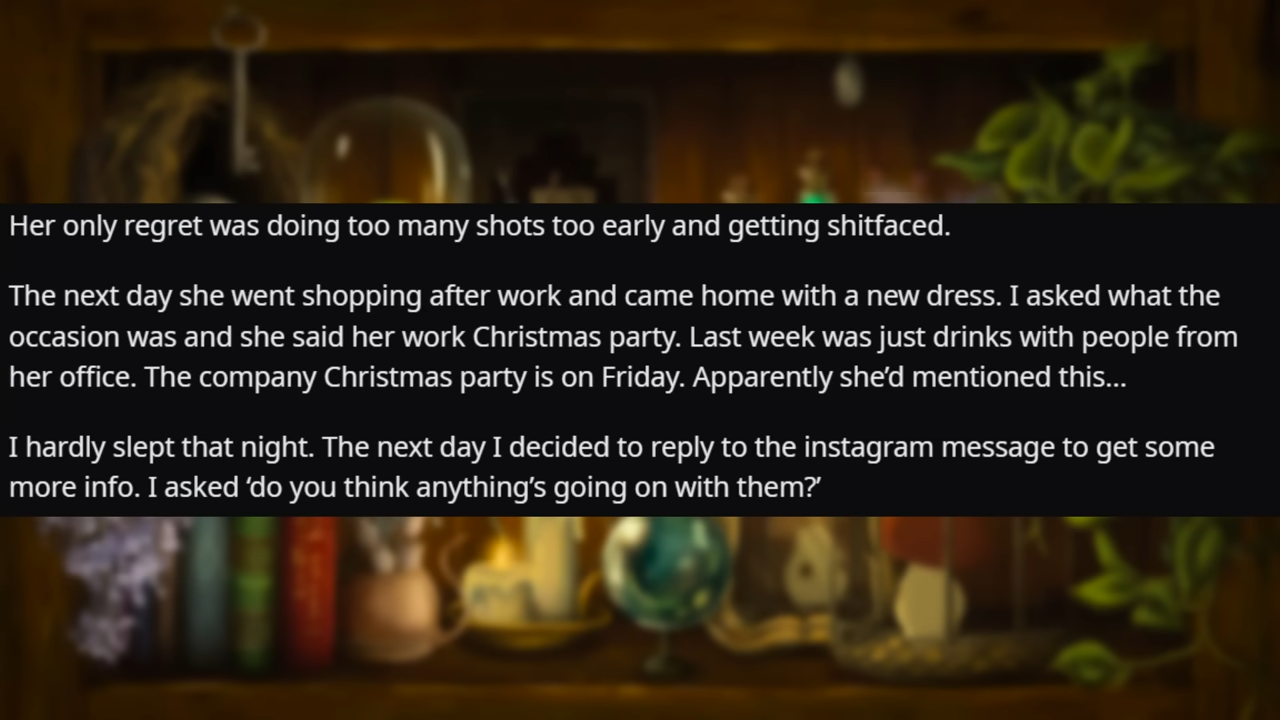 Her only regret was doing too many shots too early and getting shitfaced.
The next day she went shopping after work and came home with a new dress. I asked what the
occasion was and she said her work Christmas party. Last week was just drinks with people from
her office. The company Christmas party is on Friday. Apparently she’d mentioned this...
I hardly slept that night. The next day I decided to reply to the instagram message to get some
more info. I asked ‘do you think anything’s going on with them?’